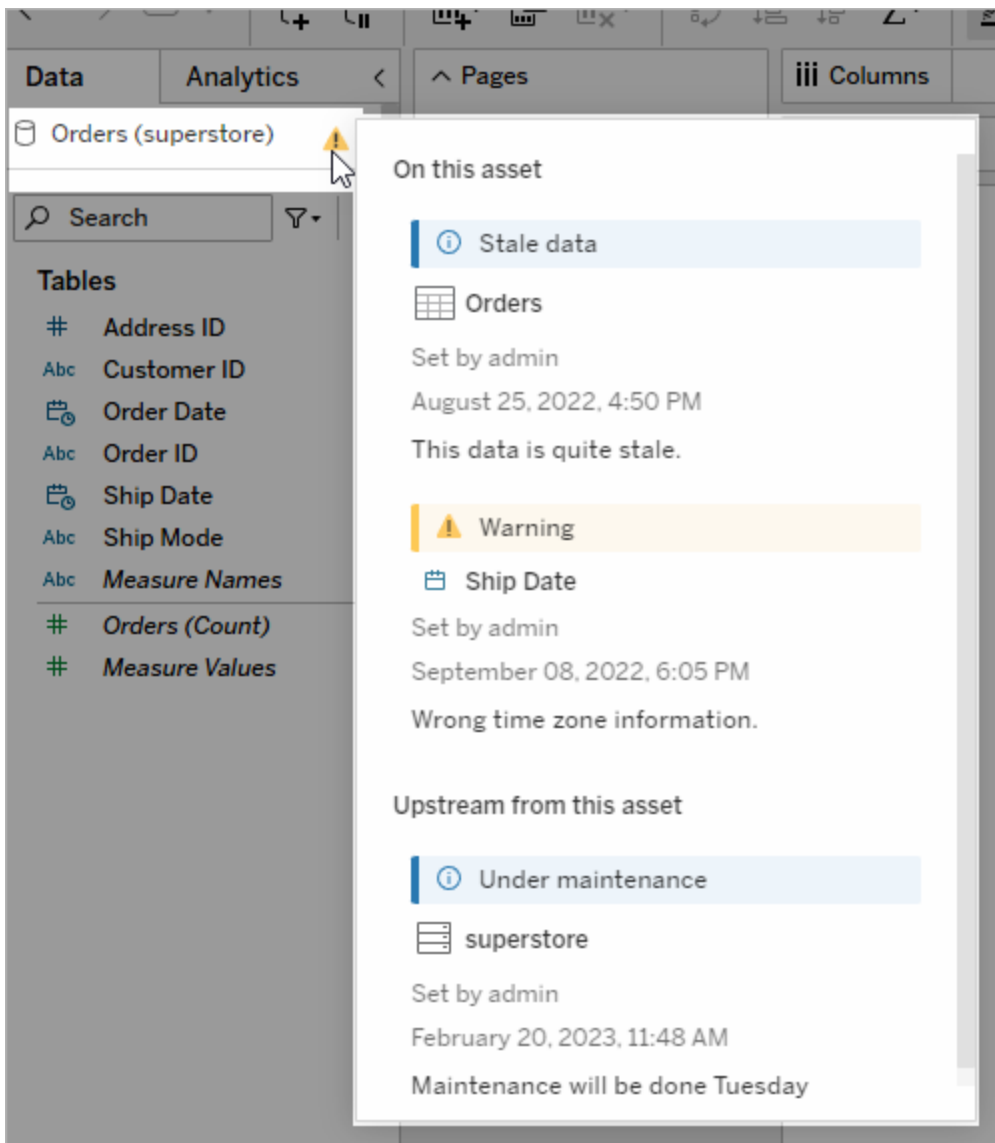 Data
Analytics
Pages
Columns
Orders (superstore)
Search
Tables
Address ID
Abc Customer ID
Order Date
Abc Order ID
Ship Date
Abc Ship Mode
Abc Measure Names
Orders (Count)
Measure Values
On this asset
Stale data
Orders
Set by admin
August 25, 2022, 4:50 PM
This data is quite stale.
Warning
Ship Date
Set by admin
September 08, 2022, 6:05 PM
Wrong time zone information.
Upstream from this asset
Under maintenance
superstore
Set by admin
February 20, 2023, 11:48 AM
Maintenance will be done Tuesday